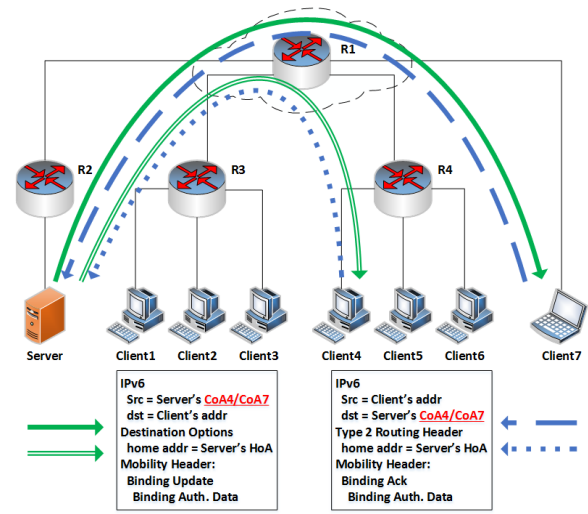 R1
R2
R3
R4
Server
Client1
Client2
Client3
Client4
Client5
Client6
Client7
IPv6
Src = Server's CoA4/CoA7
dst = Client's addr
Destination Options
home addr = Server's HoA
Mobility Header:
Binding Update
Binding Auth. Data
IPv6
Src = Client's addr
dst = Server's CoA4/CoA7
Type 2 Routing Header
home addr = Server's HoA
Mobility Header:
Binding Ack
Binding Auth. Data